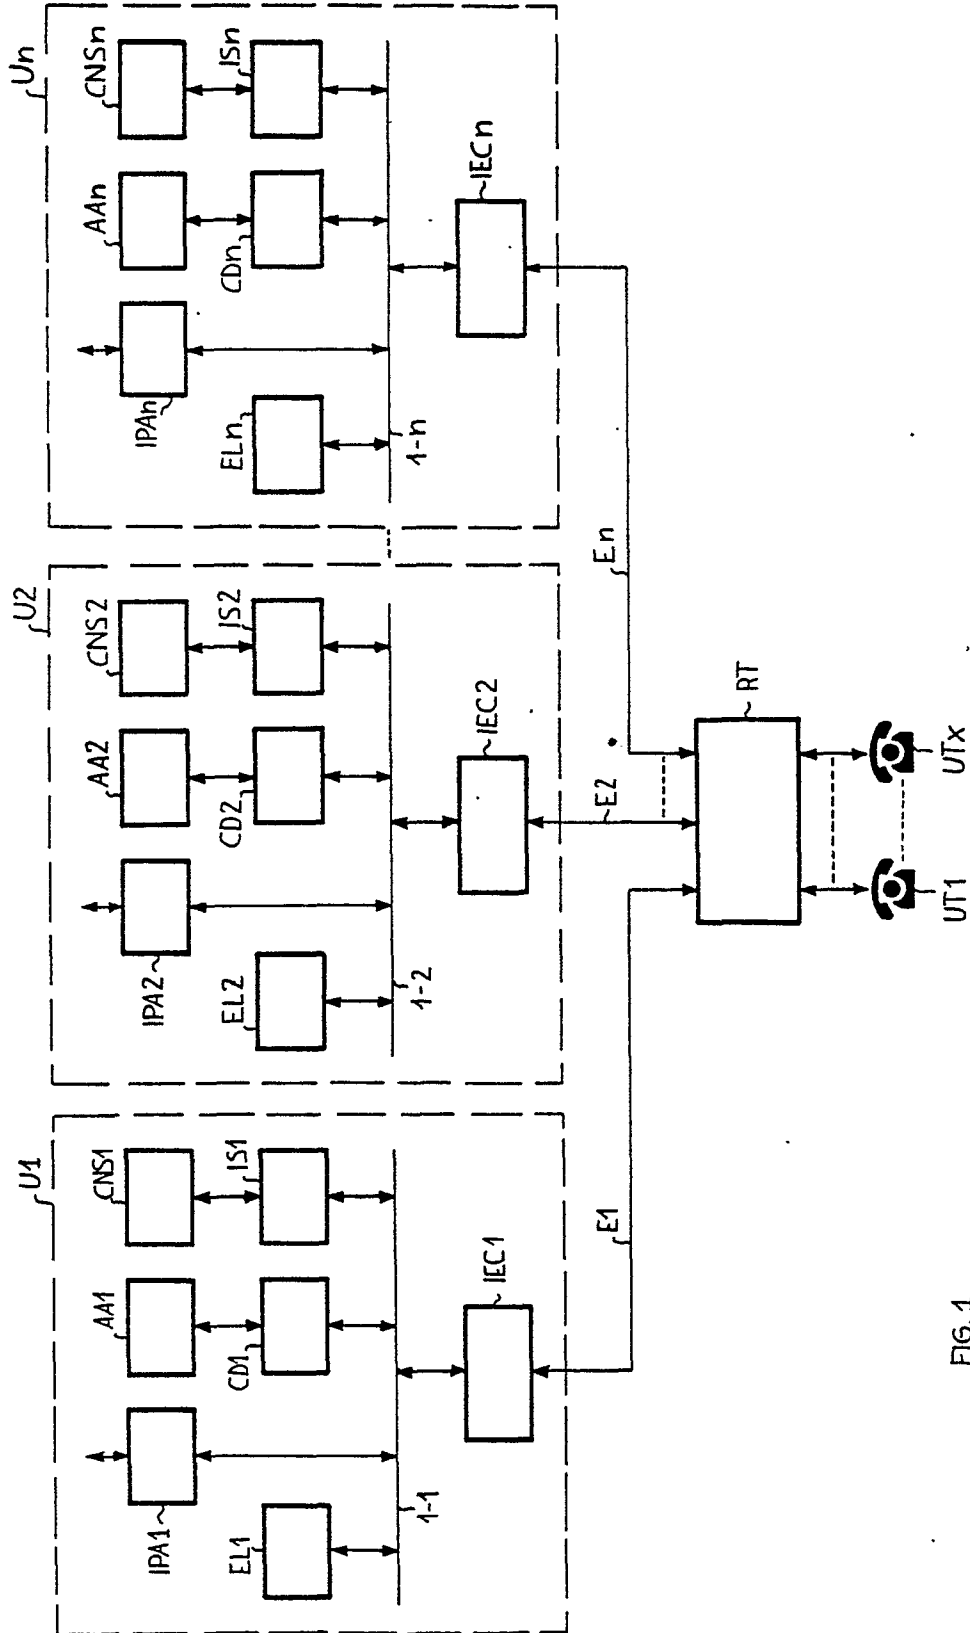 U1
CNS1
IS1
AA1
CD1
IPA1
EL1
1-1
IEC1
E1
U2
CNS2
IS2
AA2
CD2
IPA2
EL2
1-2
IEC2
E2
Un
CNSn
ISn
AAn
CDn
IPAn
ELn
1-n
IECn
En
RT
UT1
UTx
FIG. 1